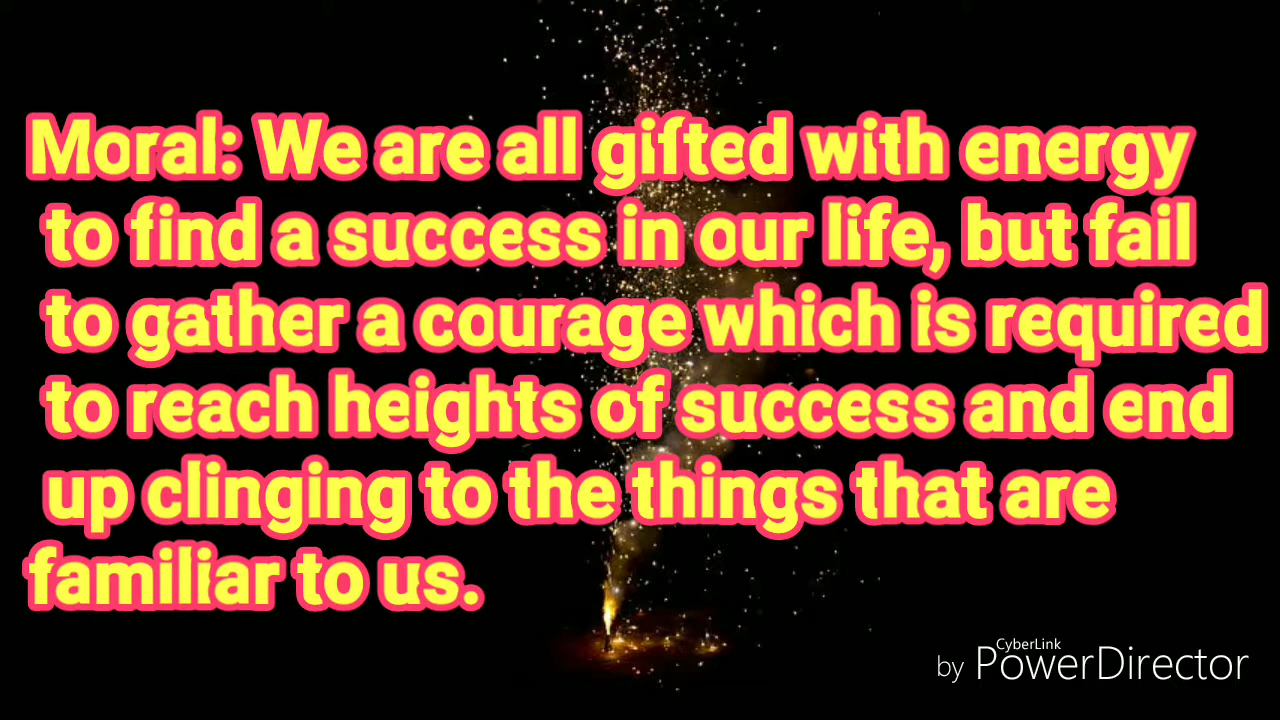 Moral: We are all gifted with energy
to find a success in our life, but fail
to gather a courage which is required
to reach heights of success and end
up clinging to the things that are
familiar to us.
CyberLink
by PowerDirector